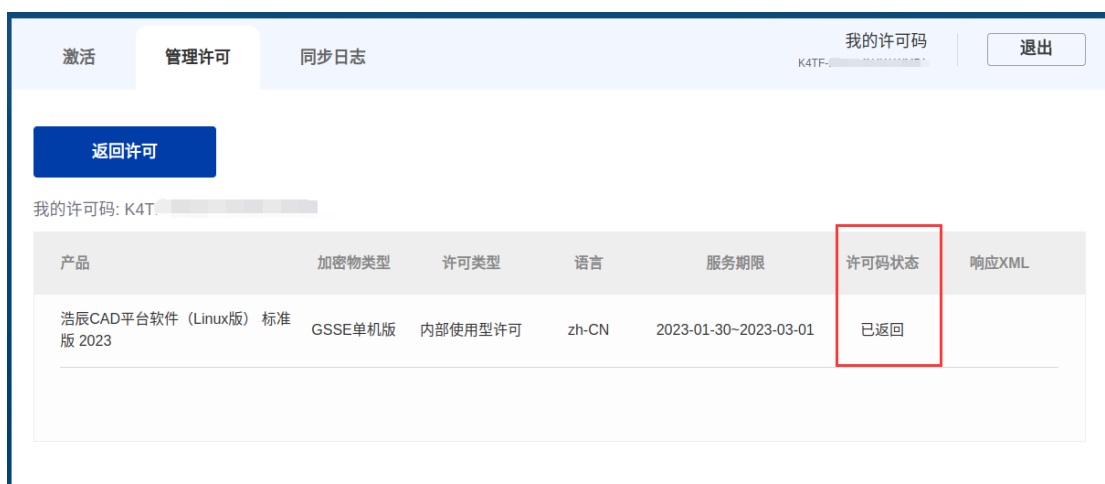 激活 管理许可 同步日志 我的许可码 退出
K4TF-
返回许可
我的许可码: K4T
产品 加密物类型 许可类型 语言 服务期限 许可码状态 响应XML
浩辰CAD平台软件（Linux版） 标准 GSSE单机版 内部使用型许可 zh-CN 2023-01-30~2023-03-01 已返回
版 2023